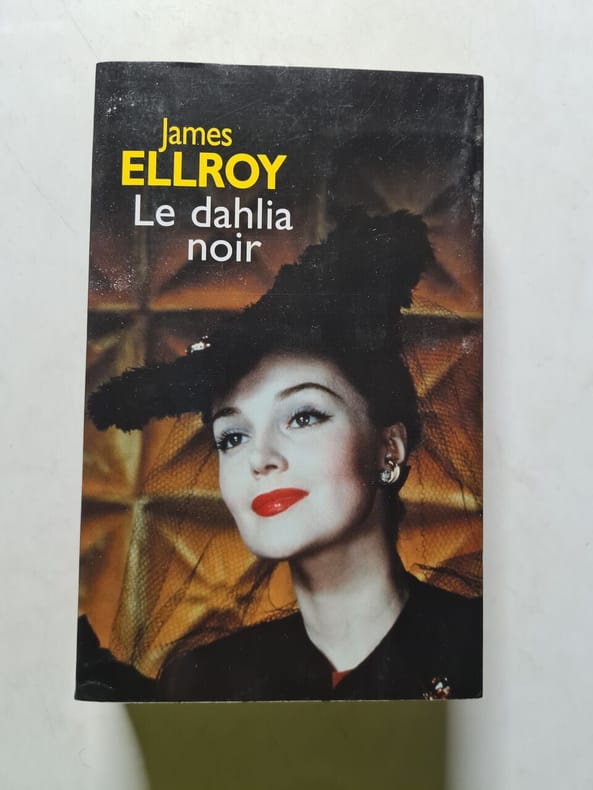 James
ELLROY
Le dahlia
noir